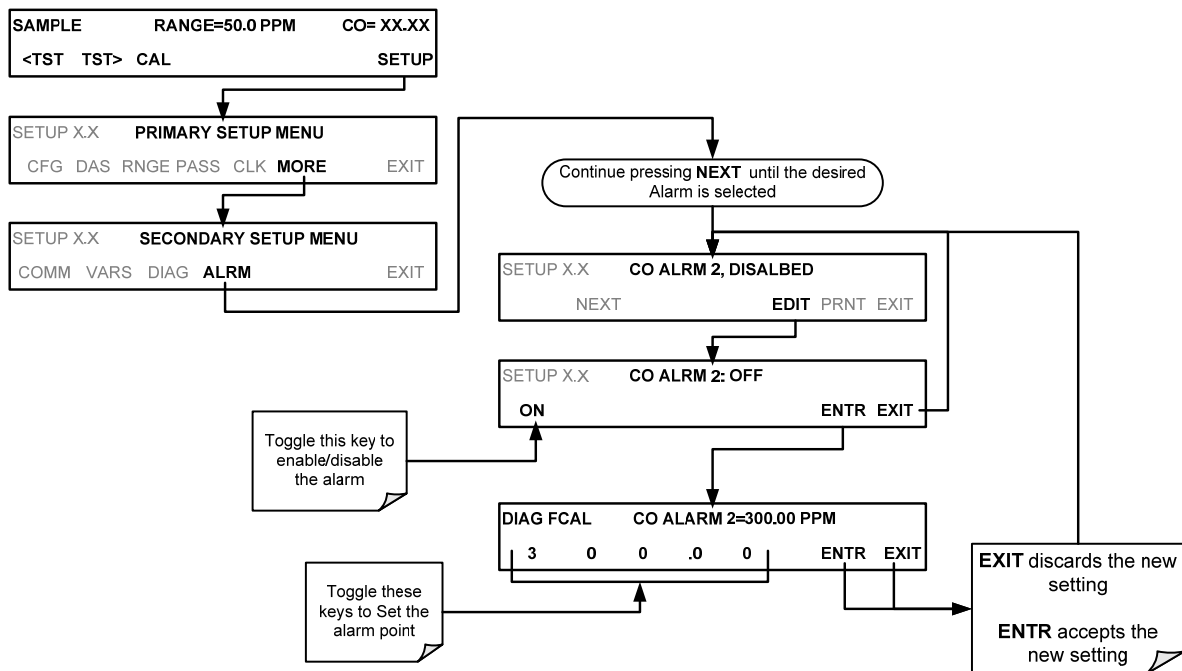 SAMPLE RANGE=50.0 PPM CO= XX.XX
<TST TST> CAL SETUP
SETUP X.X PRIMARY SETUP MENU
CFG DAS RNGE PASS CLK MORE EXIT
SETUP X.X SECONDARY SETUP MENU
COMM VARS DIAG ALRM EXIT
Continue pressing NEXT until the desired
Alarm is selected
SETUP X.X CO ALRM 2, DISALBED
NEXT EDIT PRNT EXIT
SETUP X.X CO ALRM 2: OFF
ON ENTR EXIT
Toggle this key to
enable/disable
the alarm
DIAG FCAL CO ALARM 2=300.00 PPM
3 0 0 .0 0 ENTR EXIT
Toggle these
keys to Set the
alarm point
EXIT discards the new
setting
ENTR accepts the
new setting